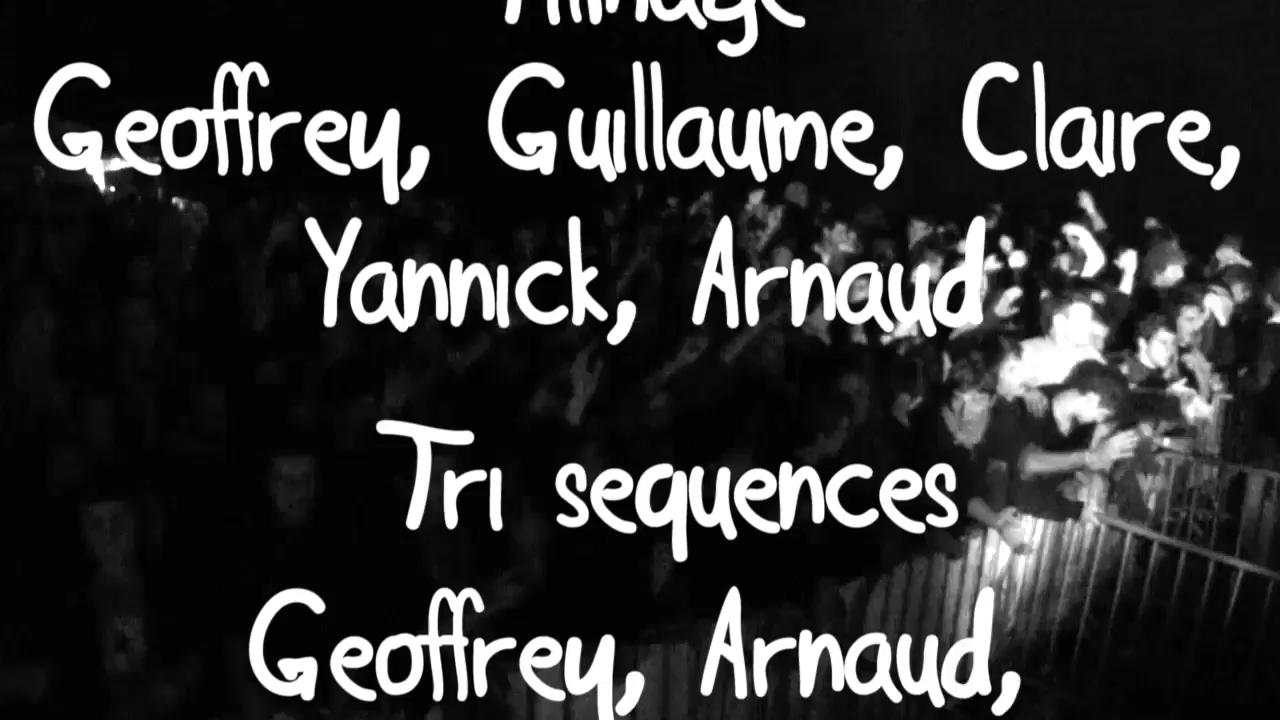 Geoffrey, Guillaume, Claire,
Yannick, Arnaud
Tri sequences
Geoffrey, Arnaud,